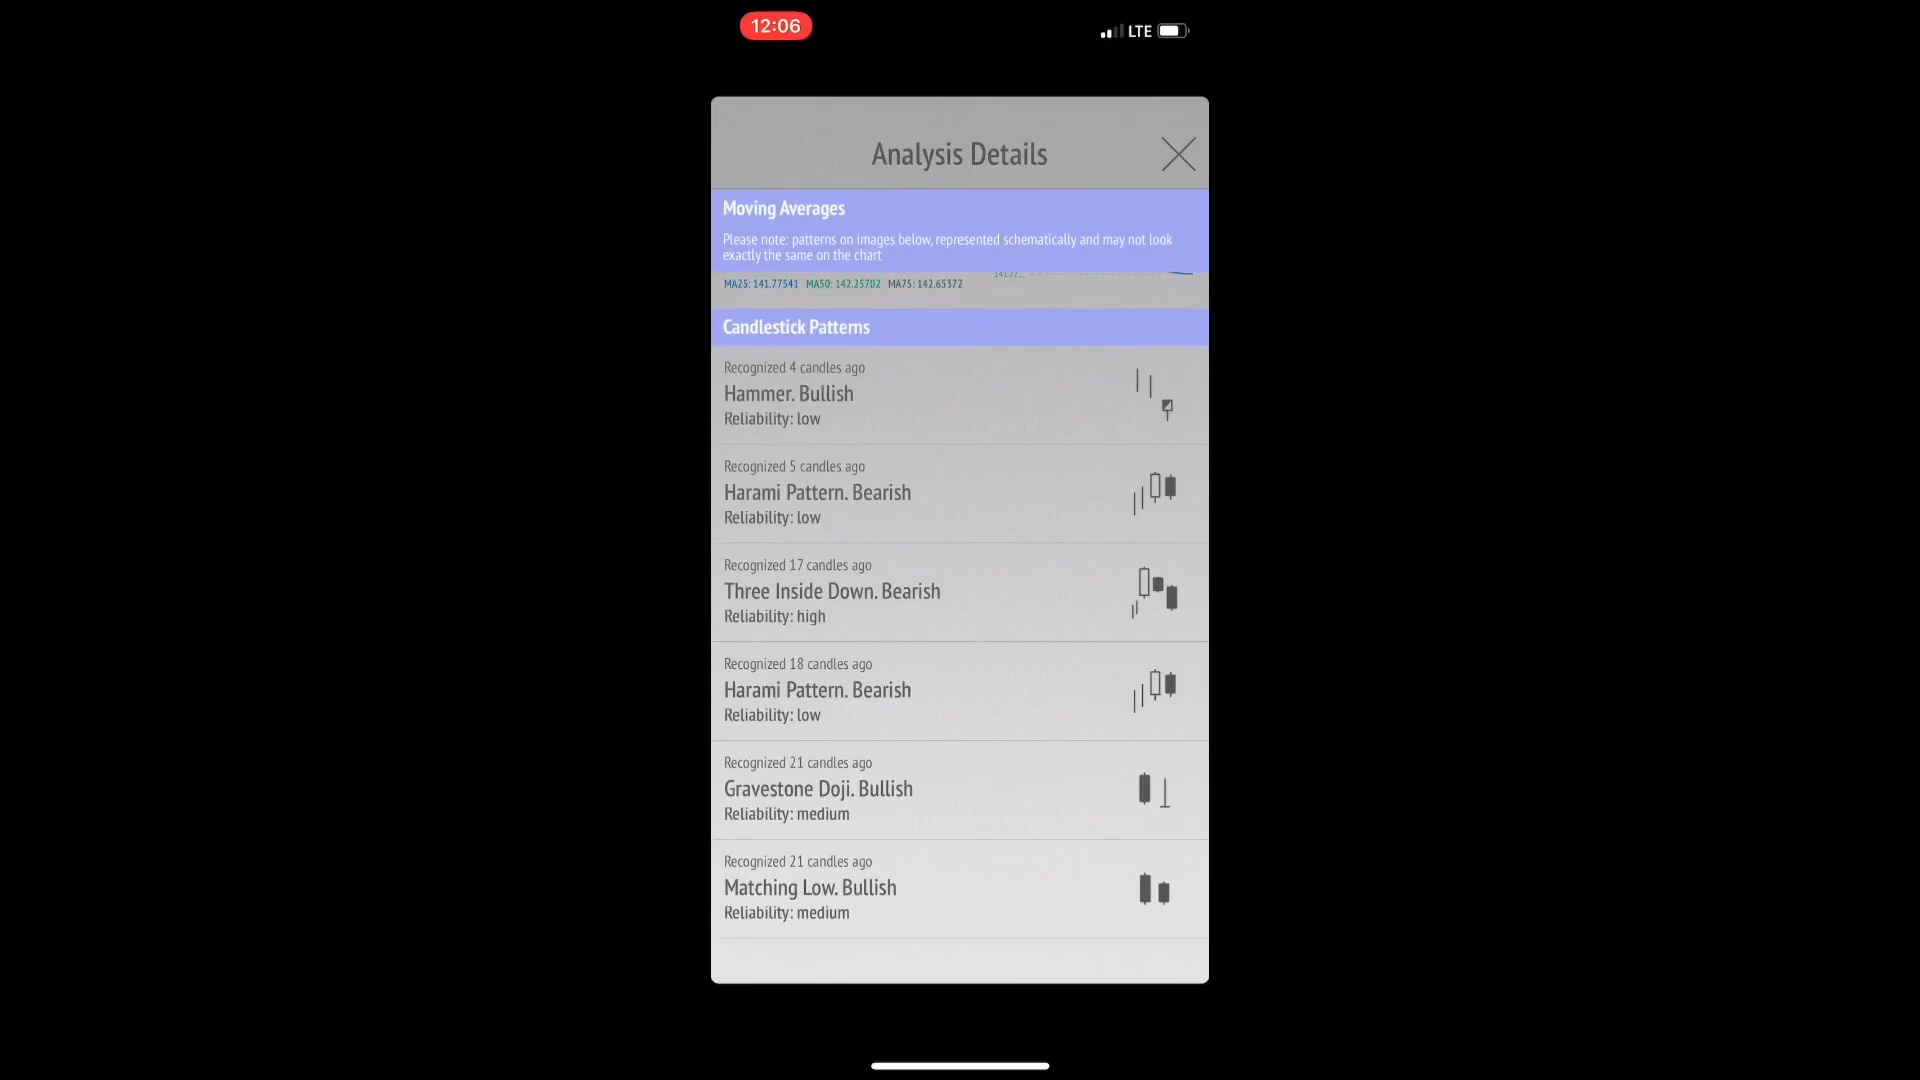 12:06
LTE
Analysis Details
Moving Averages
Please note: patterns on images below, represented schematically and may not look
exactly the same on the chart
MA25: 141.77541 MA50: 142.25702 MA75: 142.65372
Candlestick Patterns
Recognized 4 candles ago
Hammer. Bullish
Reliability: low
Recognized 5 candles ago
Harami Pattern. Bearish
Reliability: low
Recognized 17 candles ago
Three Inside Down. Bearish
Reliability: high
Recognized 18 candles ago
Harami Pattern. Bearish
Reliability: low
Recognized 21 candles ago
Gravestone Doji. Bullish
Reliability: medium
Recognized 21 candles ago
Matching Low. Bullish
Reliability: medium